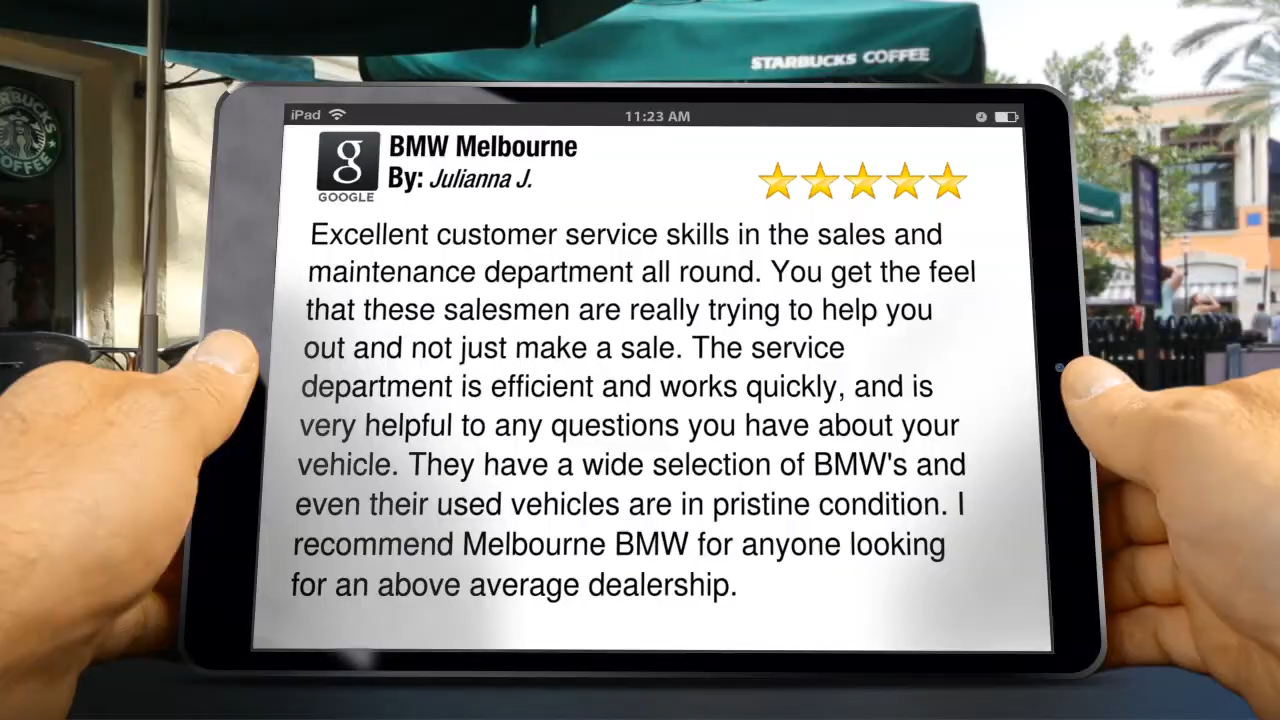 STARBUCKS COFFEE
STARBUCKS
COFFEE
iPad
11:23 AM
g
GOOGLE
BMW Melbourne
By: Julianna J.
Excellent customer service skills in the sales and
maintenance department all round. You get the feel
that these salesmen are really trying to help you
out and not just make a sale. The service
department is efficient and works quickly, and is
very helpful to any questions you have about your
vehicle. They have a wide selection of BMW's and
even their used vehicles are in pristine condition. I
recommend Melbourne BMW for anyone looking
for an above average dealership.